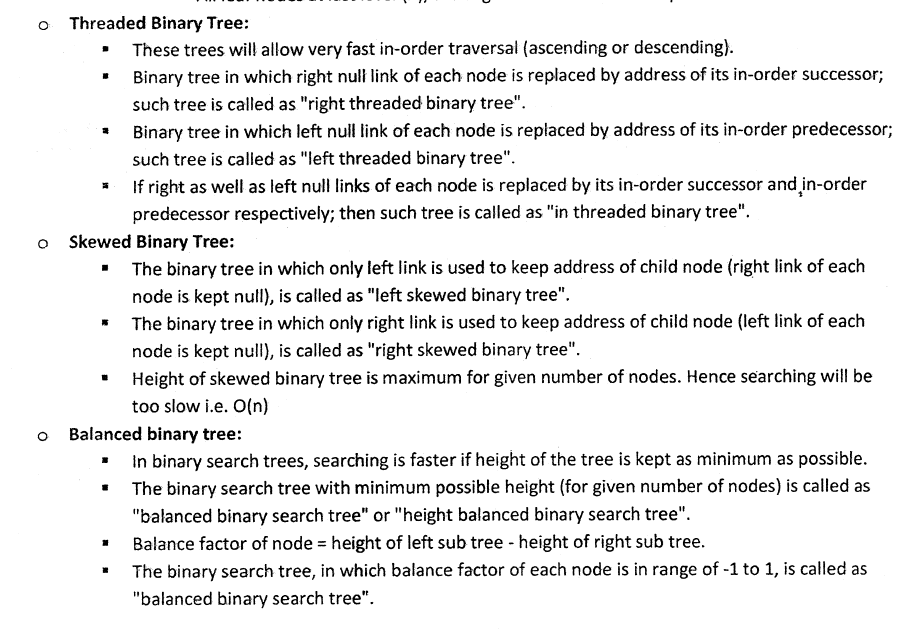 o Threaded Binary Tree:
▪ These trees will allow very fast in-order traversal (ascending or descending).
▪ Binary tree in which right null link of each node is replaced by address of its in-order successor;
such tree is called as "right threaded binary tree".
▪ Binary tree in which left null link of each node is replaced by address of its in-order predecessor;
such tree is called as "left threaded binary tree".
▪ If right as well as left null links of each node is replaced by its in-order successor and in-order
predecessor respectively; then such tree is called as "in threaded binary tree".
o Skewed Binary Tree:
▪ The binary tree in which only left link is used to keep address of child node (right link of each
node is kept null), is called as "left skewed binary tree".
▪ The binary tree in which only right link is used to keep address of child node (left link of each
node is kept null), is called as "right skewed binary tree".
▪ Height of skewed binary tree is maximum for given number of nodes. Hence searching will be
too slow i.e. O(n)
o Balanced binary tree:
▪ In binary search trees, searching is faster if height of the tree is kept as minimum as possible.
▪ The binary search tree with minimum possible height (for given number of nodes) is called as
"balanced binary search tree" or "height balanced binary search tree".
▪ Balance factor of node = height of left sub tree - height of right sub tree.
▪ The binary search tree, in which balance factor of each node is in range of -1 to 1, is called as
"balanced binary search tree".